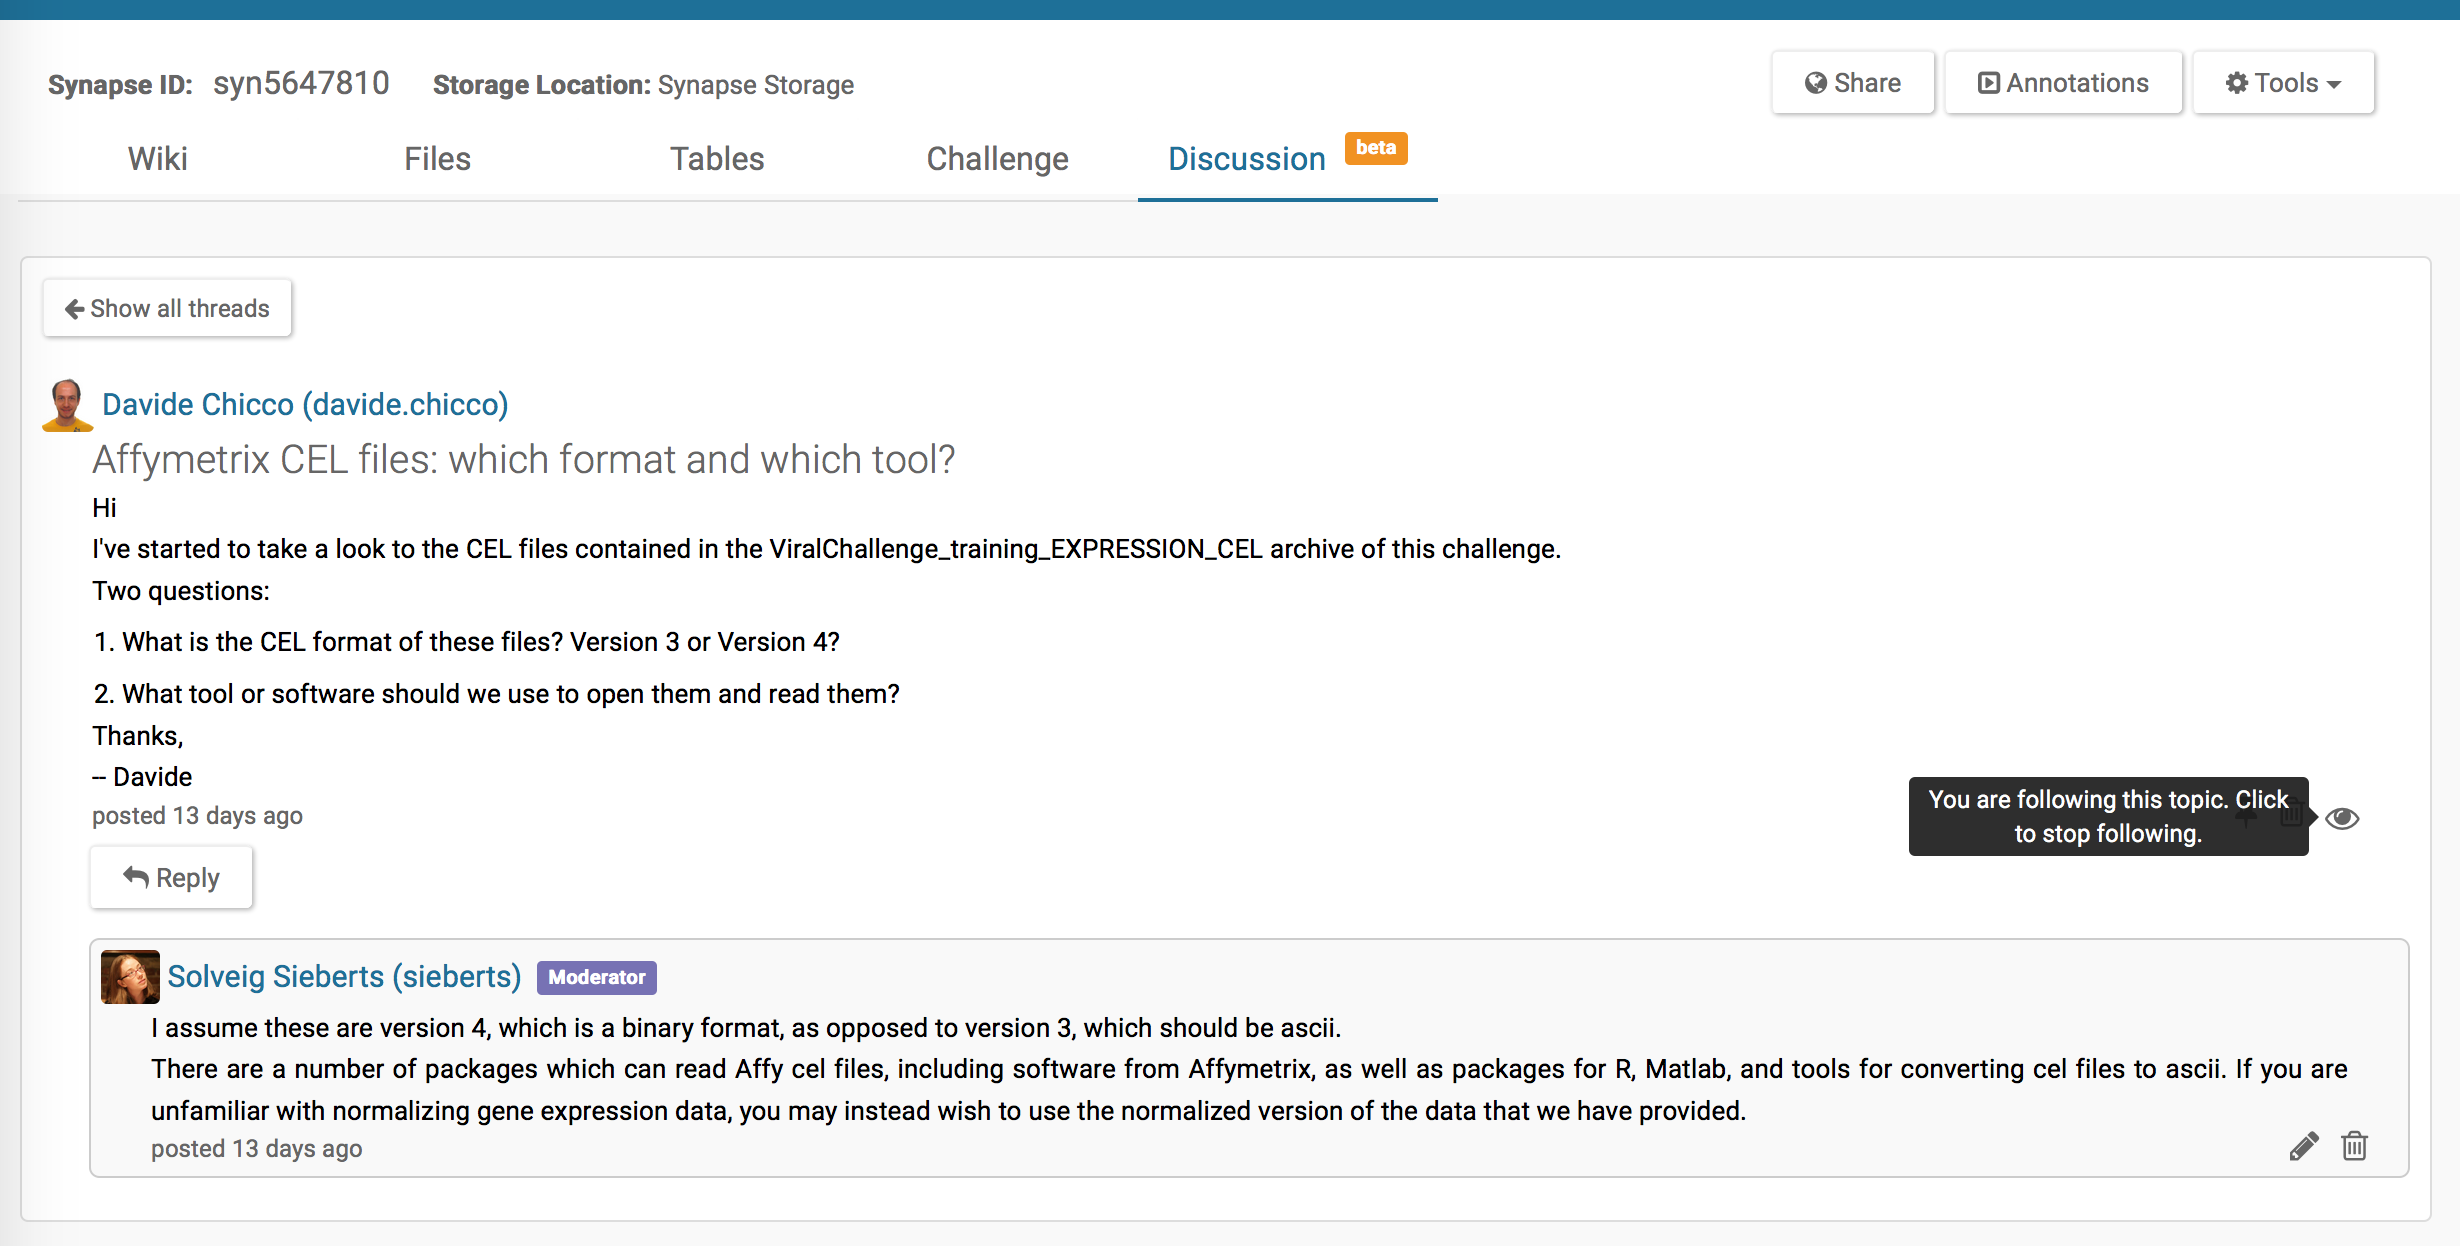 Synapse ID: syn5647810 Storage Location: Synapse Storage
Share Annotations Tools
Wiki Files Tables Challenge Discussion beta
Show all threads
Davide Chicco (davide.chicco)
Affymetrix CEL files: which format and which tool?
Hi
I've started to take a look to the CEL files contained in the ViralChallenge_training_EXPRESSION_CEL archive of this challenge.
Two questions:
1. What is the CEL format of these files? Version 3 or Version 4?
2. What tool or software should we use to open them and read them?
Thanks,
-- Davide
posted 13 days ago
You are following this topic. Click
to stop following.
Reply
Solveig Sieberts (sieberts) Moderator
I assume these are version 4, which is a binary format, as opposed to version 3, which should be ascii.
There are a number of packages which can read Affy cel files, including software from Affymetrix, as well as packages for R, Matlab, and tools for converting cel files to ascii. If you are
unfamiliar with normalizing gene expression data, you may instead wish to use the normalized version of the data that we have provided.
posted 13 days ago